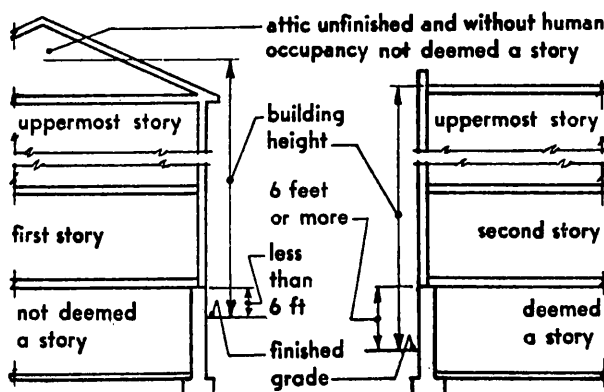 attic unfinished and without human
occupancy not deemed a story
uppermost story
building
height
uppermost story
6 feet
or more
first story
second story
less
than
6 ft
not deemed
a story
deemed
a story
finished
grade